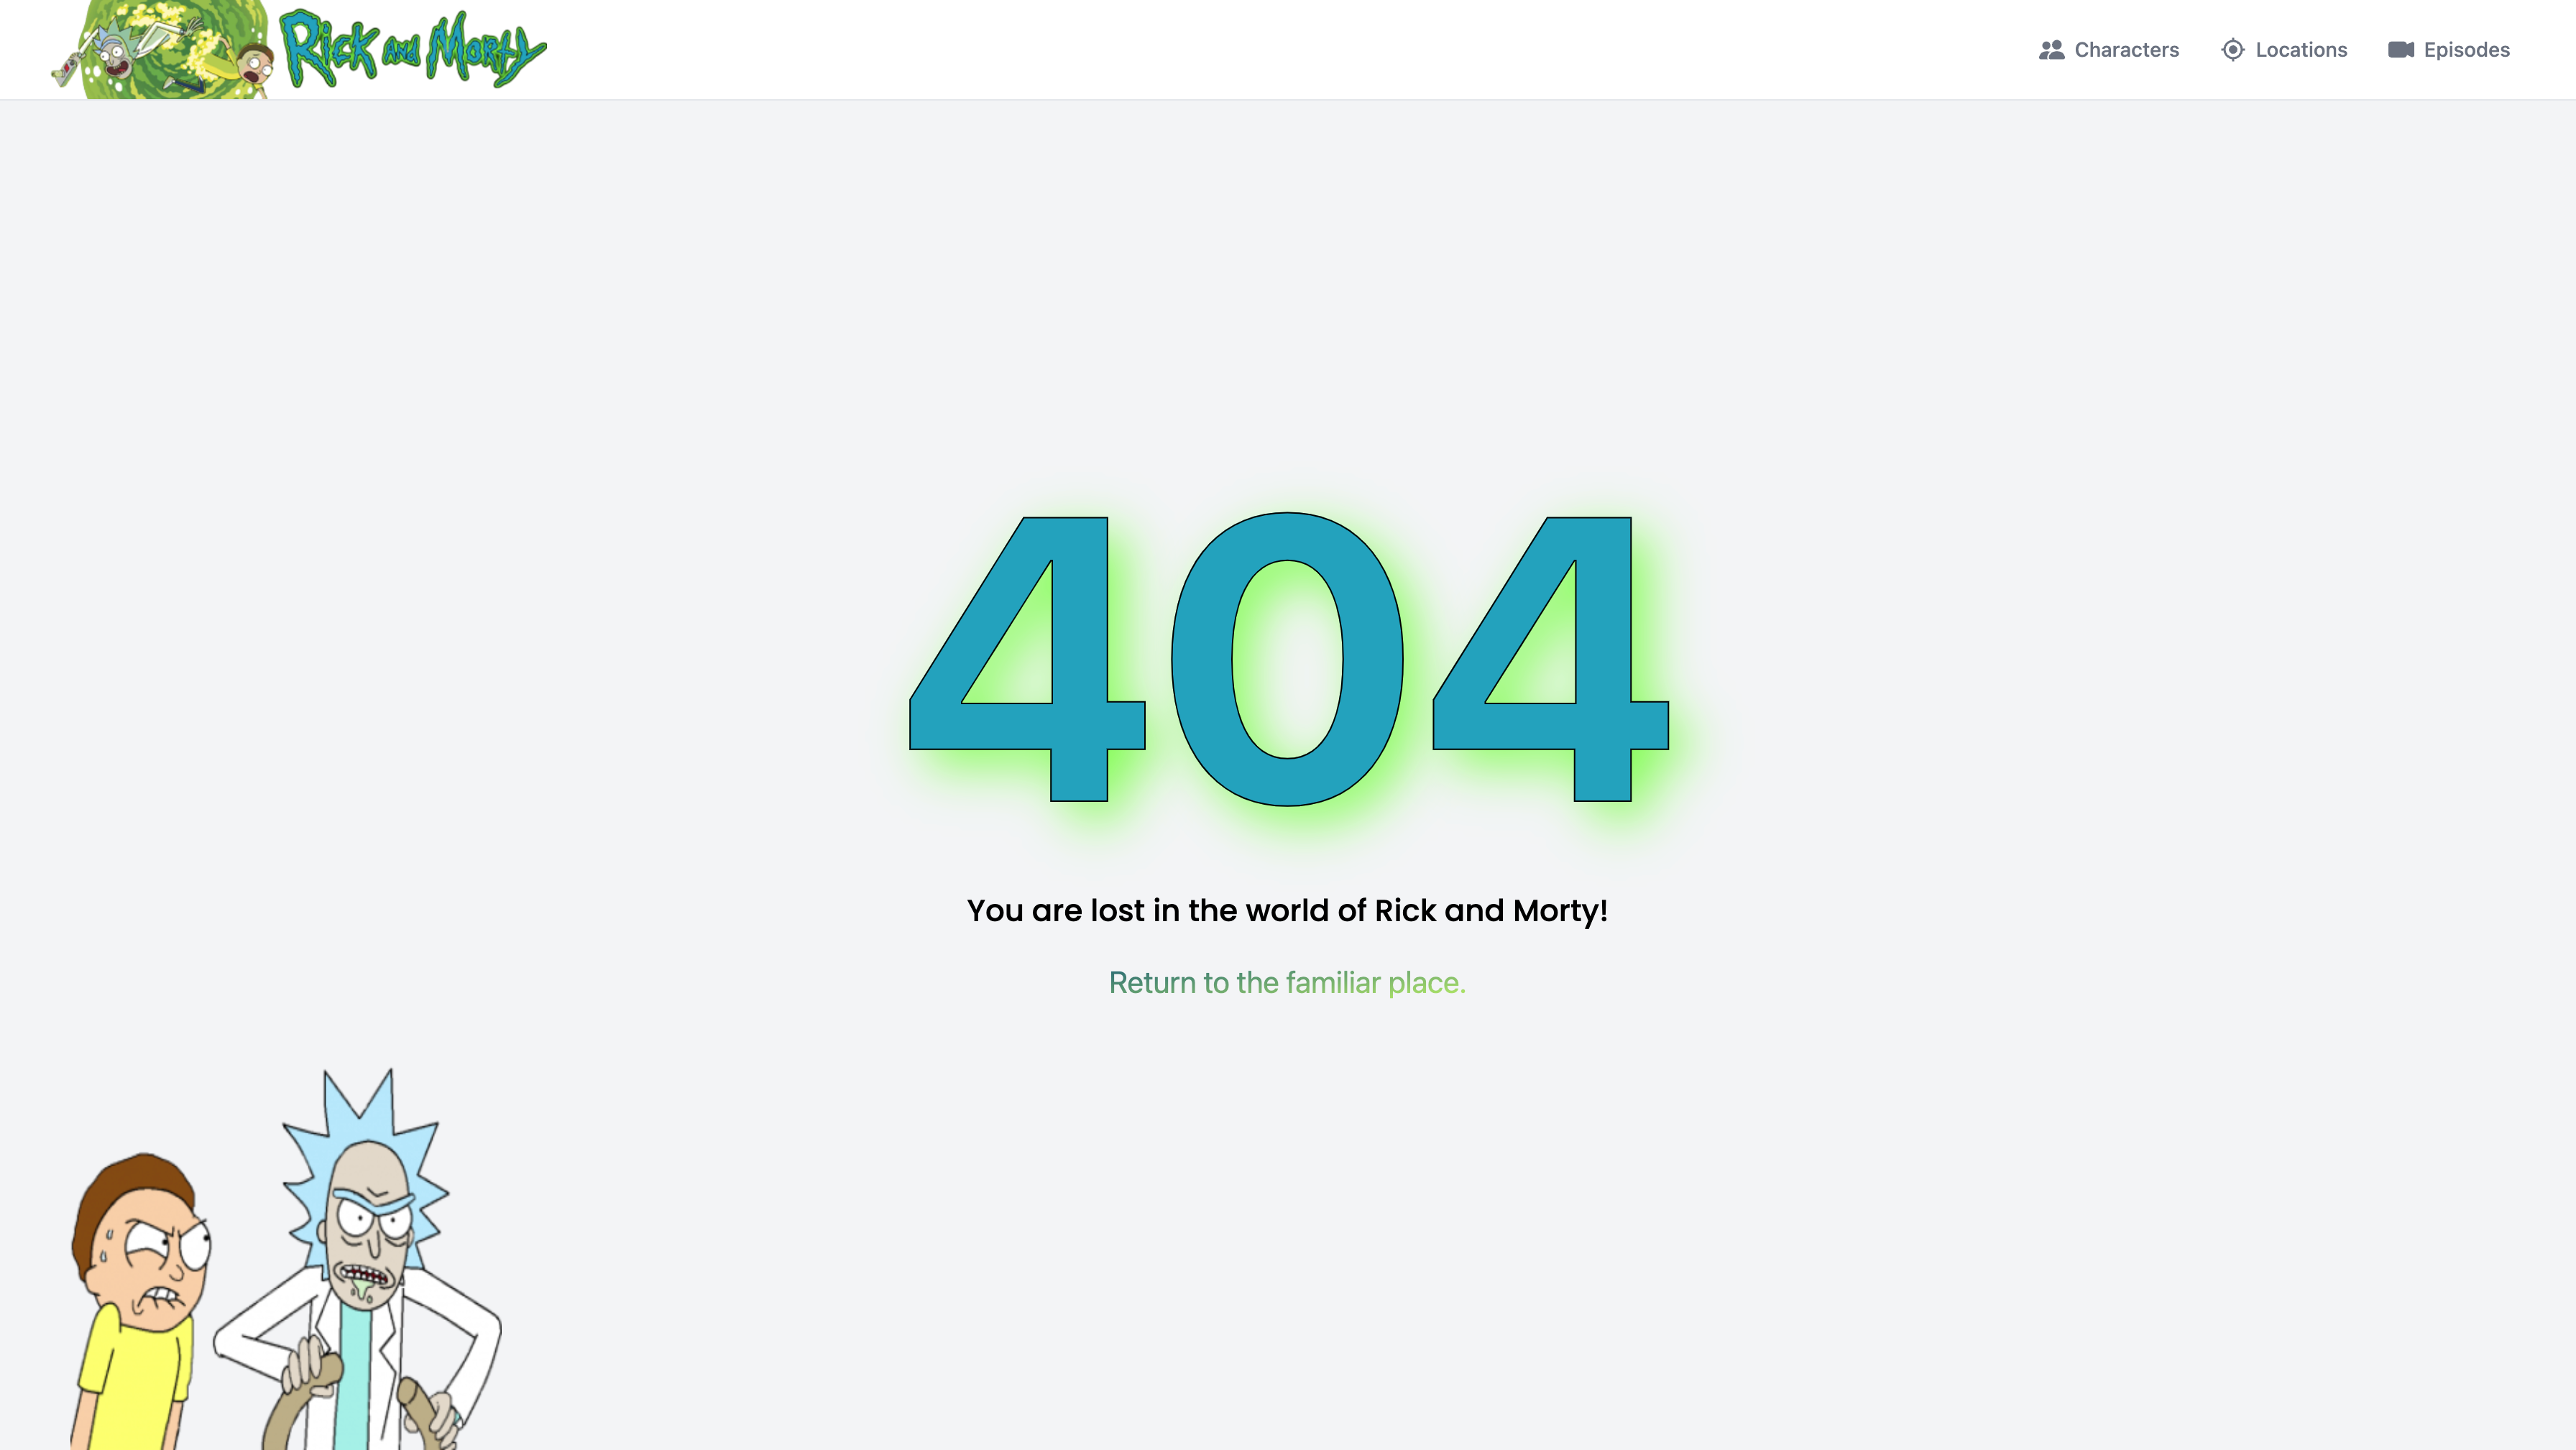 Rick and Morty
Characters
Locations
Episodes
404
You are lost in the world of Rick and Morty!
Return to the familiar place.